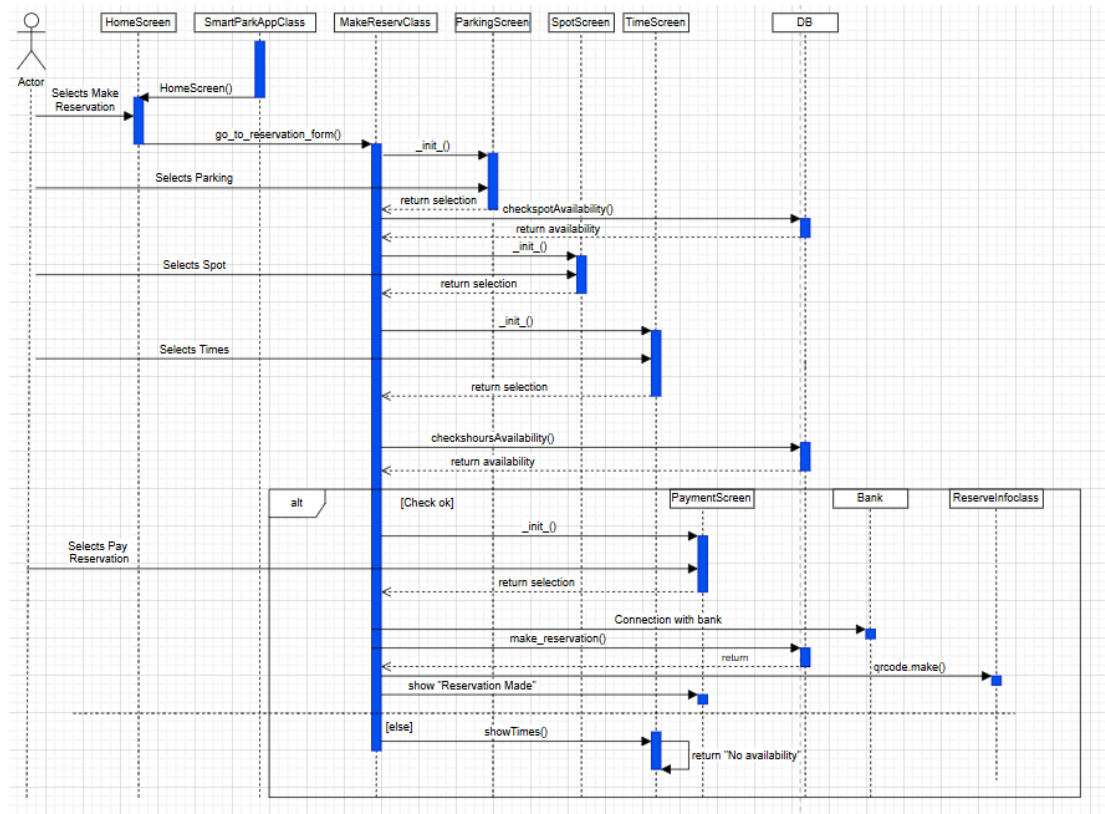 HomeScreen
SmartParkAppClass
MakeReservClass
ParkingScreen
SpotScreen
TimeScreen
DB
Actor
Selects Make
Reservation
HomeScreen()
go_to_reservation_form()
_init_()
Selects Parking
return selection
checkspotAvailability()
return availability
_init_()
Selects Spot
return selection
_init_()
Selects Times
return selection
checkshoursAvailability()
return availability
alt
[Check ok]
PaymentScreen
Bank
ReserveInfoclass
_init_()
Selects Pay
Reservation
return selection
Connection with bank
make_reservation()
return
qrcode.make()
show "Reservation Made"
[else]
showTimes()
return "No availability"